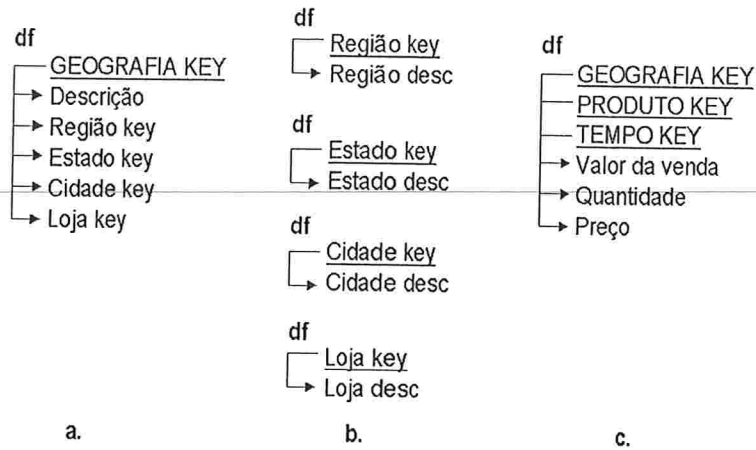 df
GEOGRAFIA KEY
Descrição
Região key
Estado key
Cidade key
Loja key
a.
df
Região key
Região desc
df
Estado key
Estado desc
df
Cidade key
Cidade desc
df
Loja key
Loja desc
b.
df
GEOGRAFIA KEY
PRODUTO KEY
TEMPO KEY
Valor da venda
Quantidade
Preço
c.